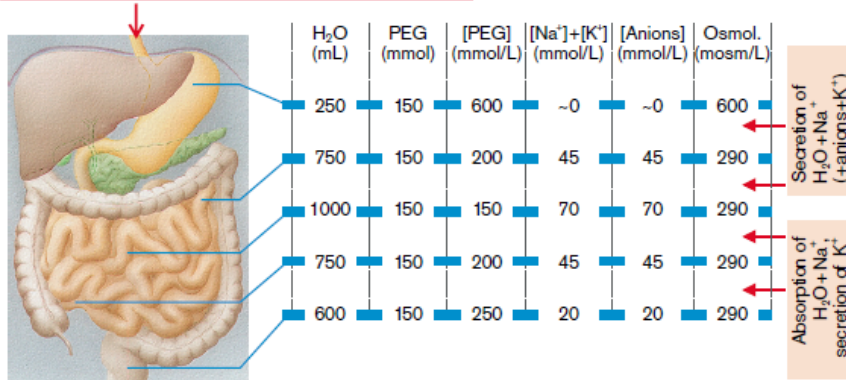 H₂O PEG [PEG] [Na⁺]+[K⁺] [Anions] Osmol.
(mL) (mmol) (mmol/L) (mmol/L) (mmol/L) (mosm/L)
250 150 600 ~0 ~0 600
750 150 200 45 45 290
1000 150 150 70 70 290
750 150 200 45 45 290
600 150 250 20 20 290
Secretion of
H₂O+Na⁺
(+anions+K⁺)
Absorption of
H₂O+Na⁺,
secretion of K⁺